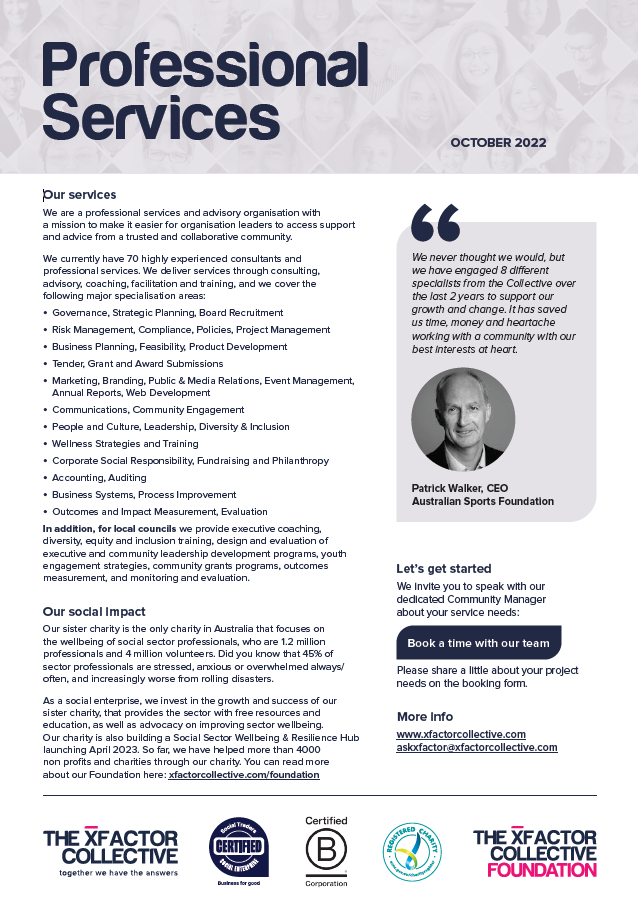 Professional
Services
OCTOBER 2022
Our services
We are a professional services and advisory organisation with
a mission to make it easier for organisation leaders to access support
and advice from a trusted and collaborative community.
We currently have 70 highly experienced consultants and
professional services. We deliver services through consulting,
advisory, coaching, facilitation and training, and we cover the
following major specialisation areas:
• Governance, Strategic Planning, Board Recruitment
• Risk Management, Compliance, Policies, Project Management
• Business Planning, Feasibility, Product Development
• Tender, Grant and Award Submissions
• Marketing, Branding, Public & Media Relations, Event Management,
Annual Reports, Web Development
• Communications, Community Engagement
• People and Culture, Leadership, Diversity & Inclusion
• Wellness Strategies and Training
• Corporate Social Responsibility, Fundraising and Philanthropy
• Accounting, Auditing
• Business Systems, Process Improvement
• Outcomes and Impact Measurement, Evaluation
In addition, for local councils we provide executive coaching,
diversity, equity and inclusion training, design and evaluation of
executive and community leadership development programs, youth
engagement strategies, community grants programs, outcomes
measurement, and monitoring and evaluation.
Our social impact
Our sister charity is the only charity in Australia that focuses on
the wellbeing of social sector professionals, who are 1.2 million
professionals and 4 million volunteers. Did you know that 45% of
sector professionals are stressed, anxious or overwhelmed always/
often, and increasingly worse from rolling disasters.
As a social enterprise, we invest in the growth and success of our
sister charity, that provides the sector with free resources and
education, as well as advocacy on improving sector wellbeing.
Our charity is also building a Social Sector Wellbeing & Resilience Hub
launching April 2023. So far, we have helped more than 4000
non profits and charities through our charity. You can read more
about our Foundation here: xfactorcollective.com/foundation
“
We never thought we would, but
we have engaged 8 different
specialists from the Collective over
the last 2 years to support our
growth and change. It has saved
us time, money and heartache
working with a community with our
best interests at heart.
Patrick Walker, CEO
Australian Sports Foundation
Let’s get started
We invite you to speak with our
dedicated Community Manager
about your service needs:
Book a time with our team
Please share a little about your project
needs on the booking form.
More info
www.xfactorcollective.com
askxfactor@xfactorcollective.com
THE XFACTOR
COLLECTIVE
together we have the answers
Social Traders
CERTIFIED
SOCIAL ENTERPRISE
Business for good
Certified
B
Corporation
REGISTERED CHARITY
THE XFACTOR
COLLECTIVE
FOUNDATION